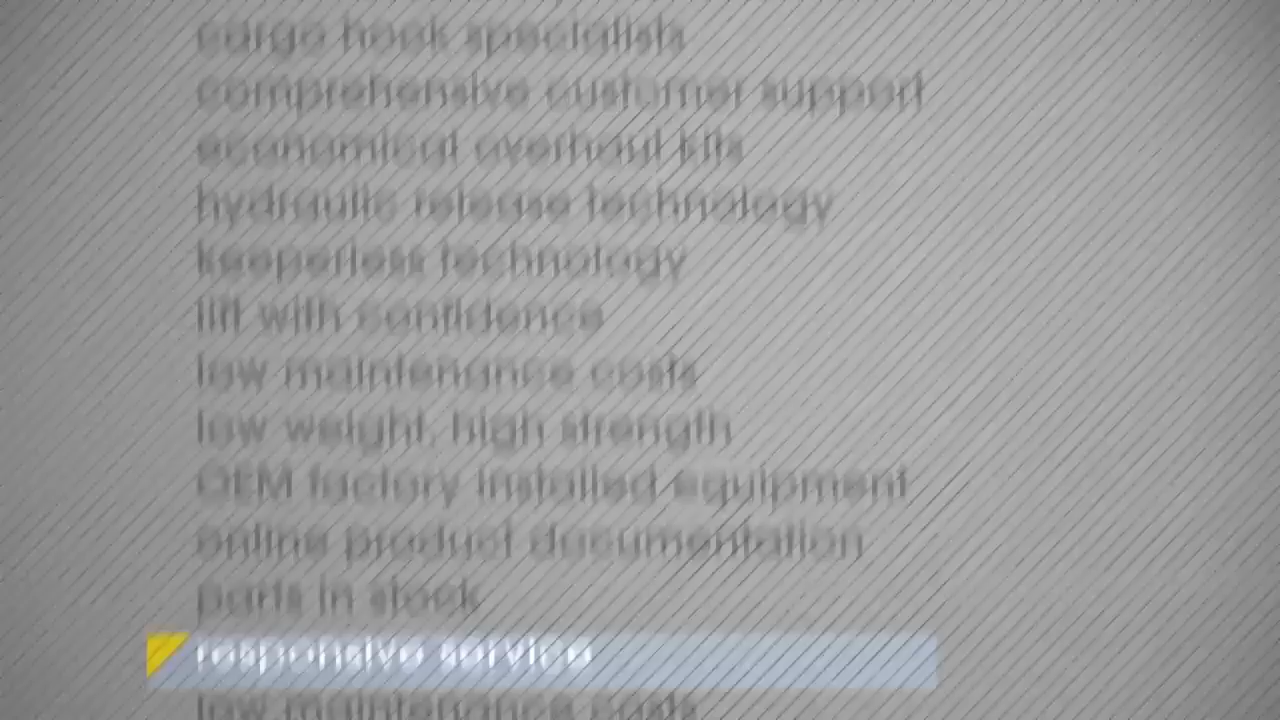 cargo hook specialists
comprehensive customer support
economical overhaul kits
hydraulic release technology
keeperless technology
lift with confidence
low maintenance costs
low weight, high strength
OEM factory installed equipment
online product documentation
parts in stock
responsive service
low maintenance costs